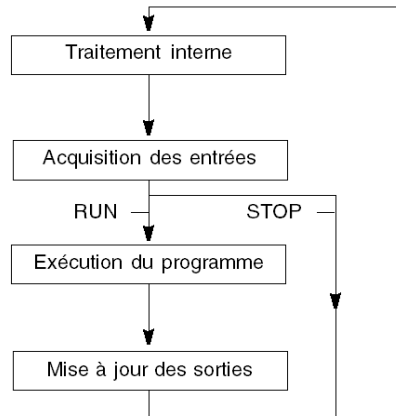 Traitement interne
Acquisition des entrées
RUN
STOP
Exécution du programme
Mise à jour des sorties